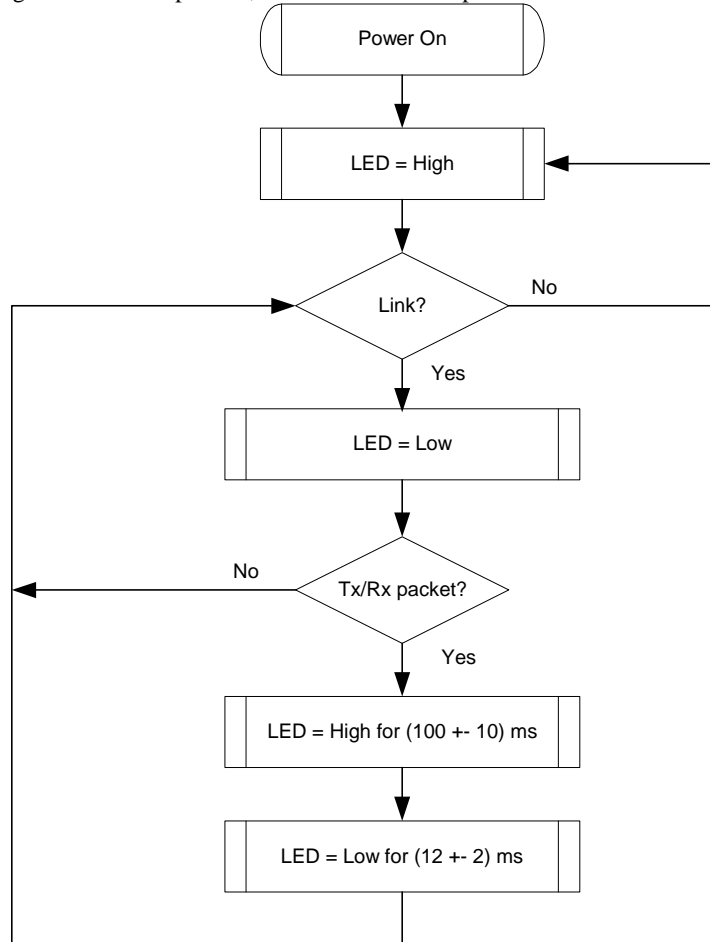 Power On
LED = High
Link?
No
Yes
LED = Low
No
Tx/Rx packet?
Yes
LED = High for (100 +- 10) ms
LED = Low for (12 +- 2) ms